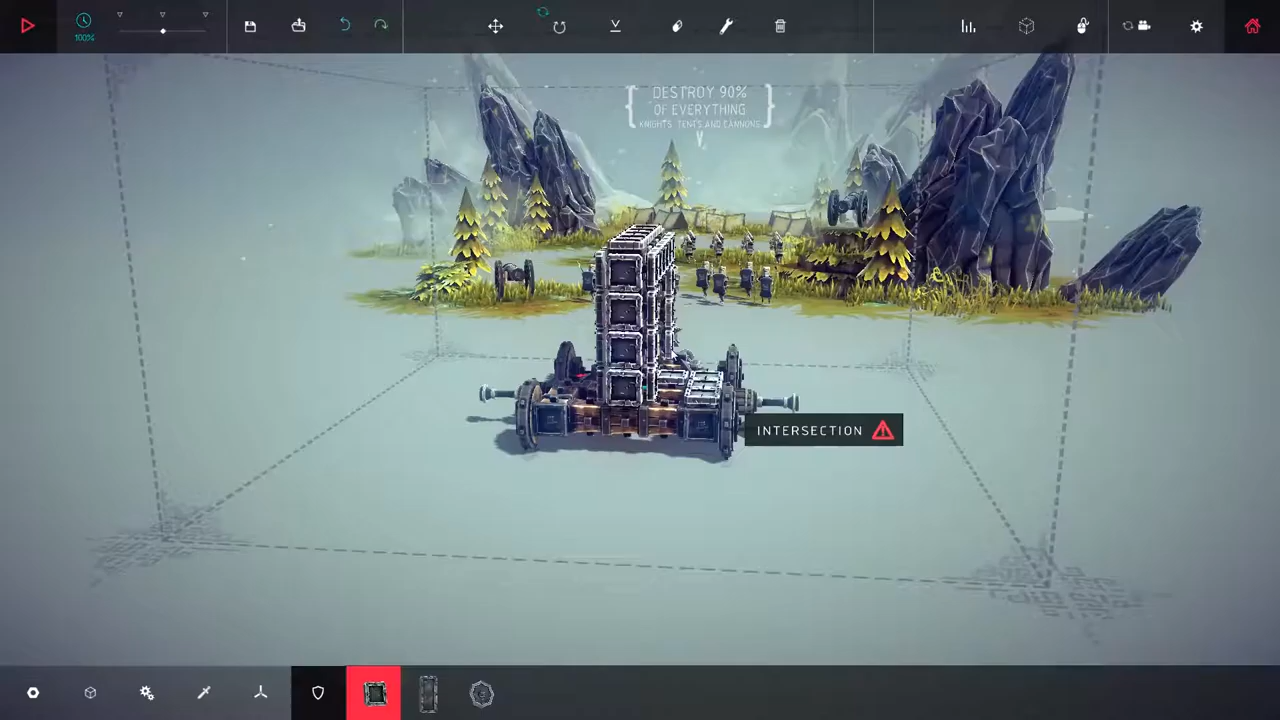 100%
DESTROY 90%
OF EVERYTHING
KNIGHTS, TENTS AND CANNONS
INTERSECTION